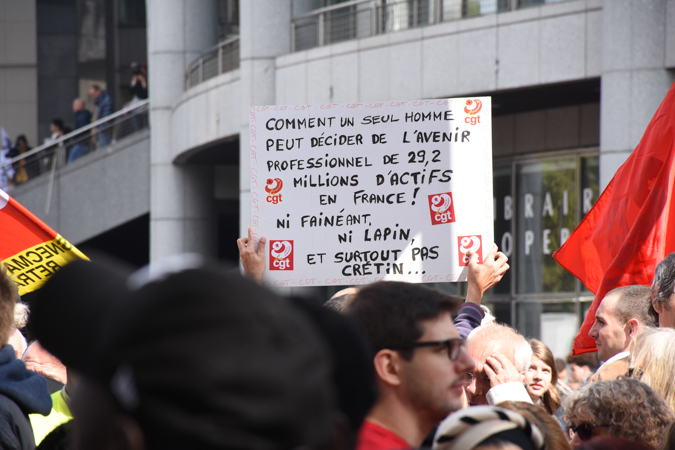 COMMENT UN SEUL HOMME
PEUT DÉCIDER DE L'AVENIR
PROFESSIONNEL DE 29,2
MILLIONS D'ACTIFS
EN FRANCE !
NI FAINÉANT,
NI LAPIN,
ET SURTOUT PAS
CRÉTIN...
cgt
cgt
cgt
cgt
cgt